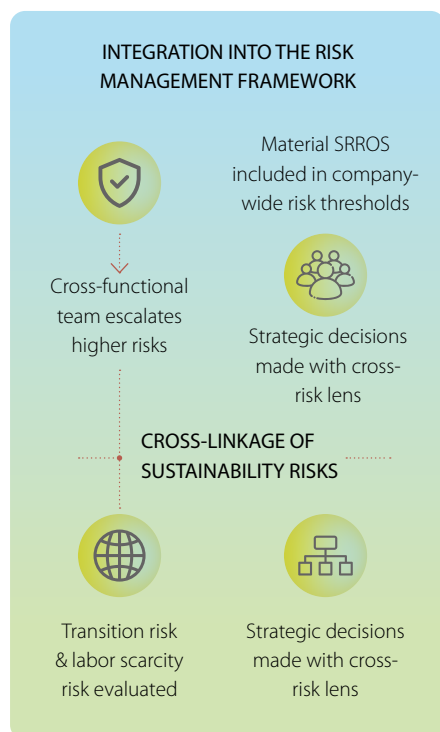 INTEGRATION INTO THE RISK
MANAGEMENT FRAMEWORK
Material SRROS
included in company-
wide risk thresholds
Cross-functional
team escalates
higher risks
Strategic decisions
made with cross-
risk lens
CROSS-LINKAGE OF
SUSTAINABILITY RISKS
Transition risk
& labor scarcity
risk evaluated
Strategic decisions
made with cross-
risk lens